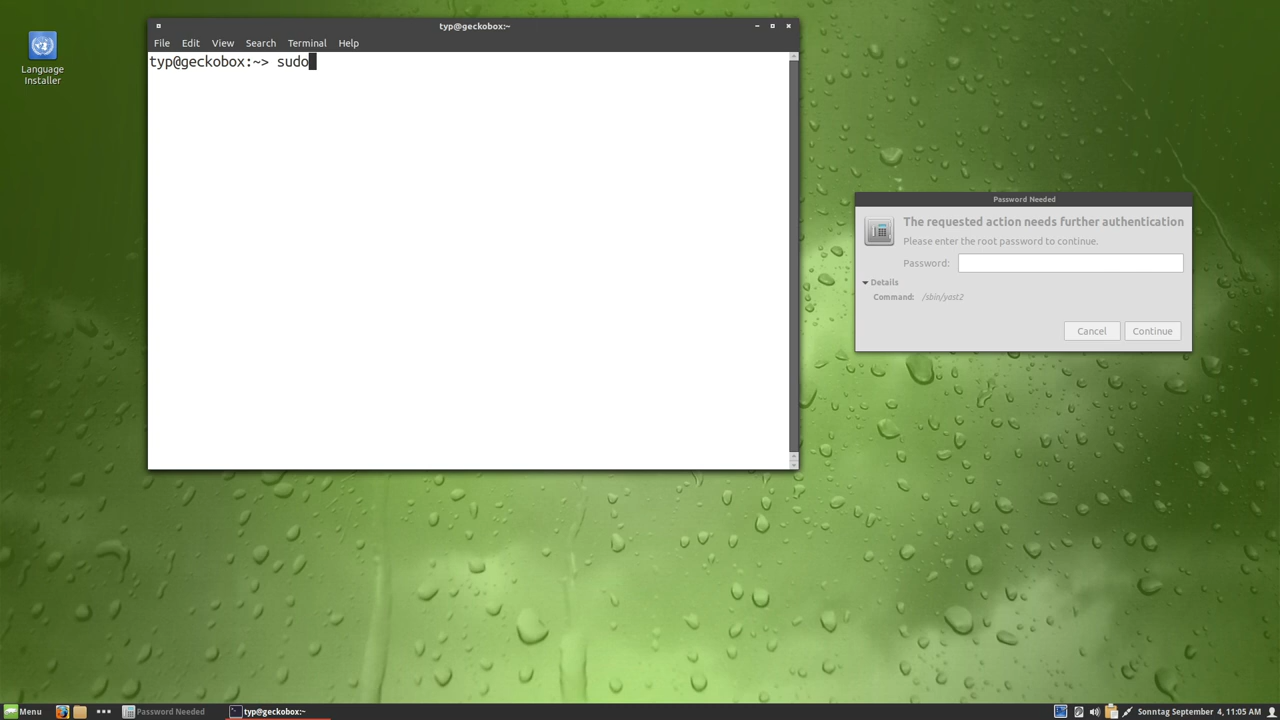 Language
Installer
typ@geckobox:~
File Edit View Search Terminal Help
typ@geckobox:~> sudo
Password Needed
The requested action needs further authentication
Please enter the root password to continue.
Password:
Details
Command: /sbin/yast2
Cancel Continue
Menu Password Needed typ@geckobox:~ Sonntag September 4, 11:05 AM